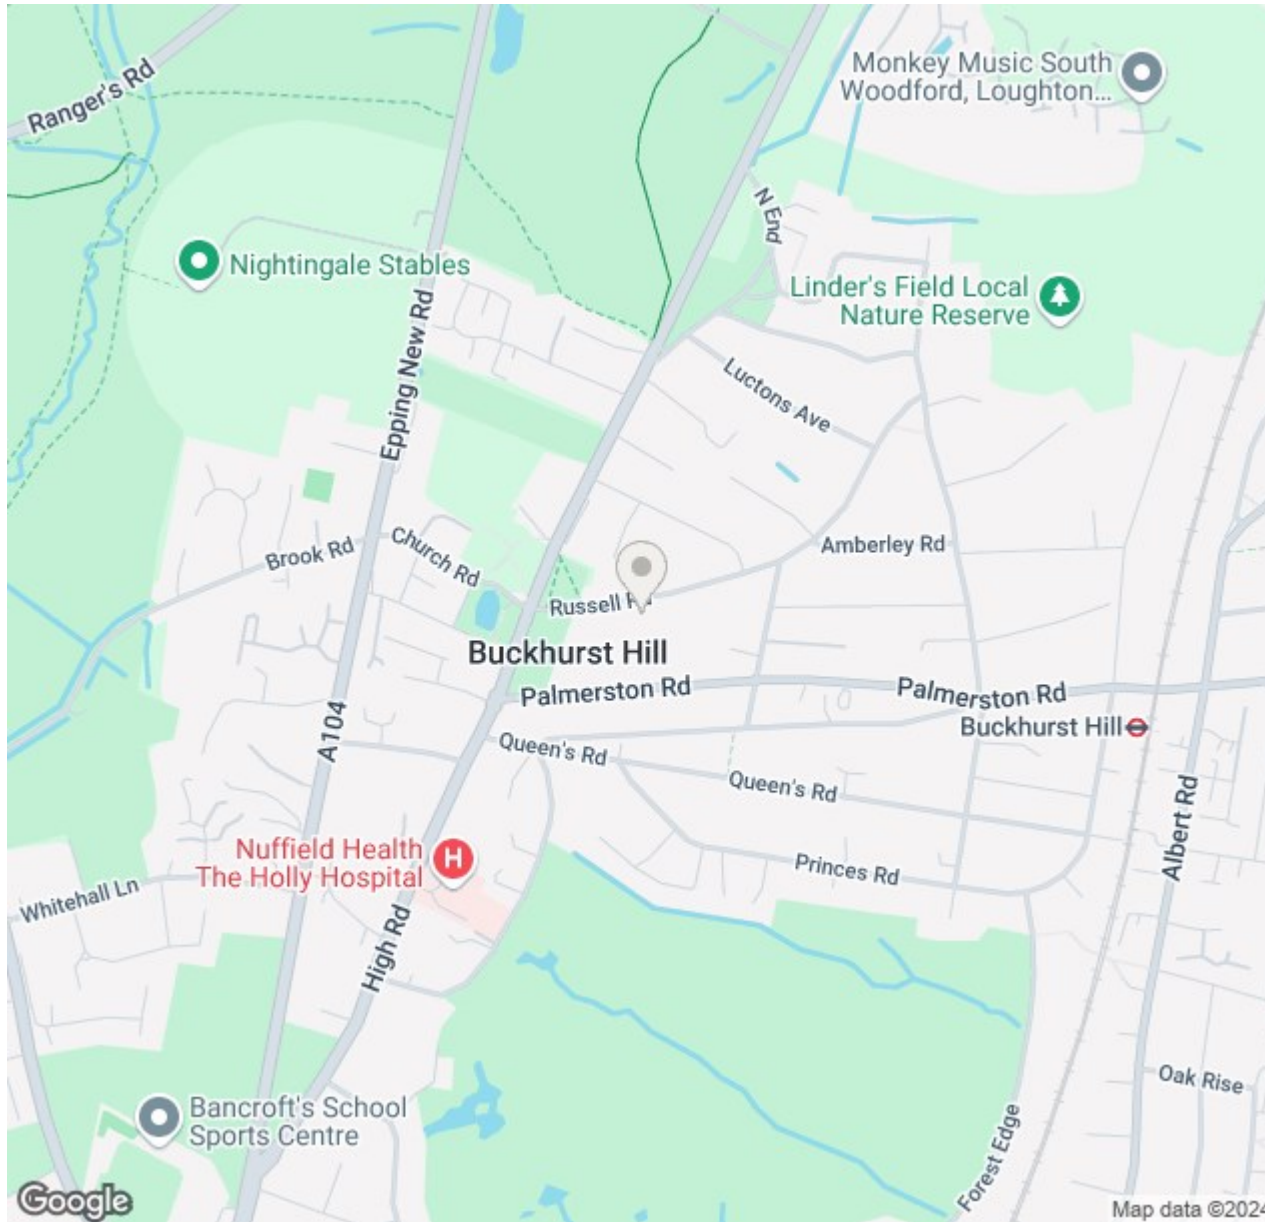 Ranger's Rd
Monkey Music South
Woodford, Loughton...
N End
Nightingale Stables
Linder's Field Local
Nature Reserve
Epping New Rd
Luctons Ave
Brook Rd
Church Rd
Amberley Rd
Russell Rd
Buckhurst Hill
Palmerston Rd
Palmerston Rd
Buckhurst Hill
A104
Queen's Rd
Queen's Rd
Albert Rd
Nuffield Health
The Holly Hospital
H
Princes Rd
Whitehall Ln
High Rd
Oak Rise
Bancroft's School
Sports Centre
Forest Edge
Google
Map data ©2024